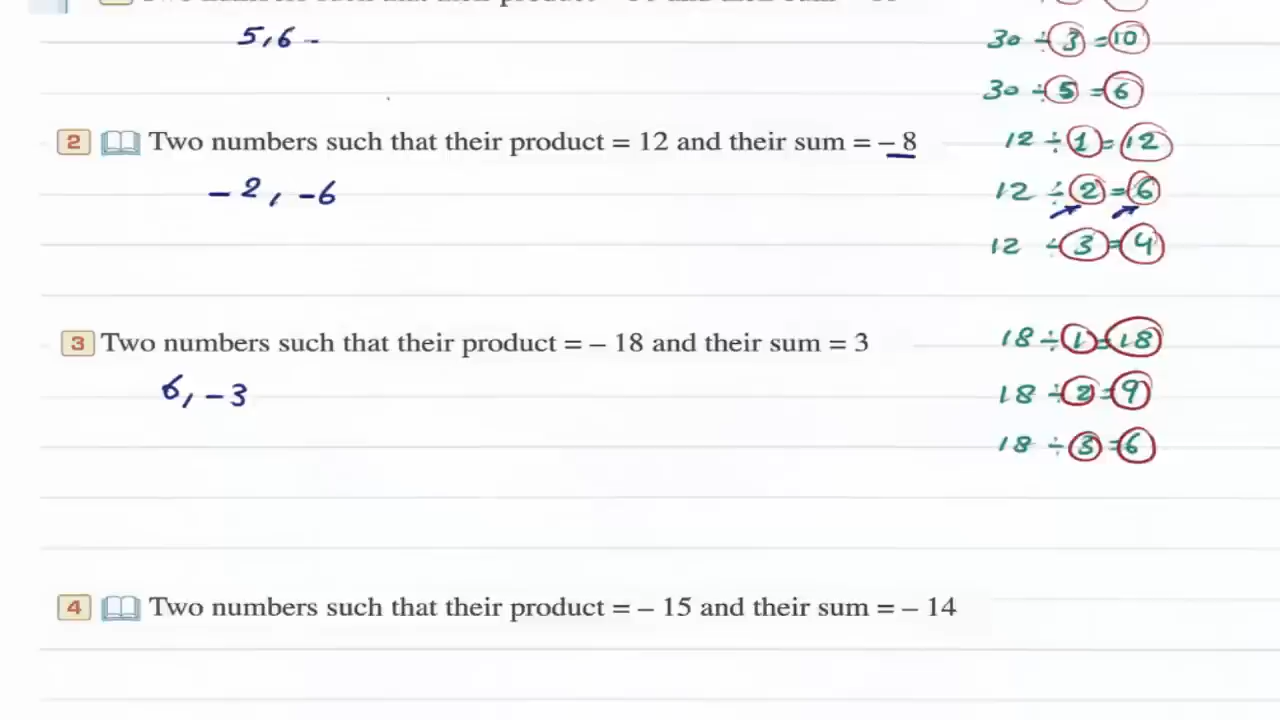 5,6
30 ÷ 3 = 10
30 ÷ 5 = 6
2 Two numbers such that their product = 12 and their sum = – 8
-2, -6
12 ÷ 1 = 12
12 ÷ 2 = 6
12 ÷ 3 = 4
3 Two numbers such that their product = – 18 and their sum = 3
6, -3
18 ÷ 1 = 18
18 ÷ 2 = 9
18 ÷ 3 = 6
4 Two numbers such that their product = – 15 and their sum = – 14